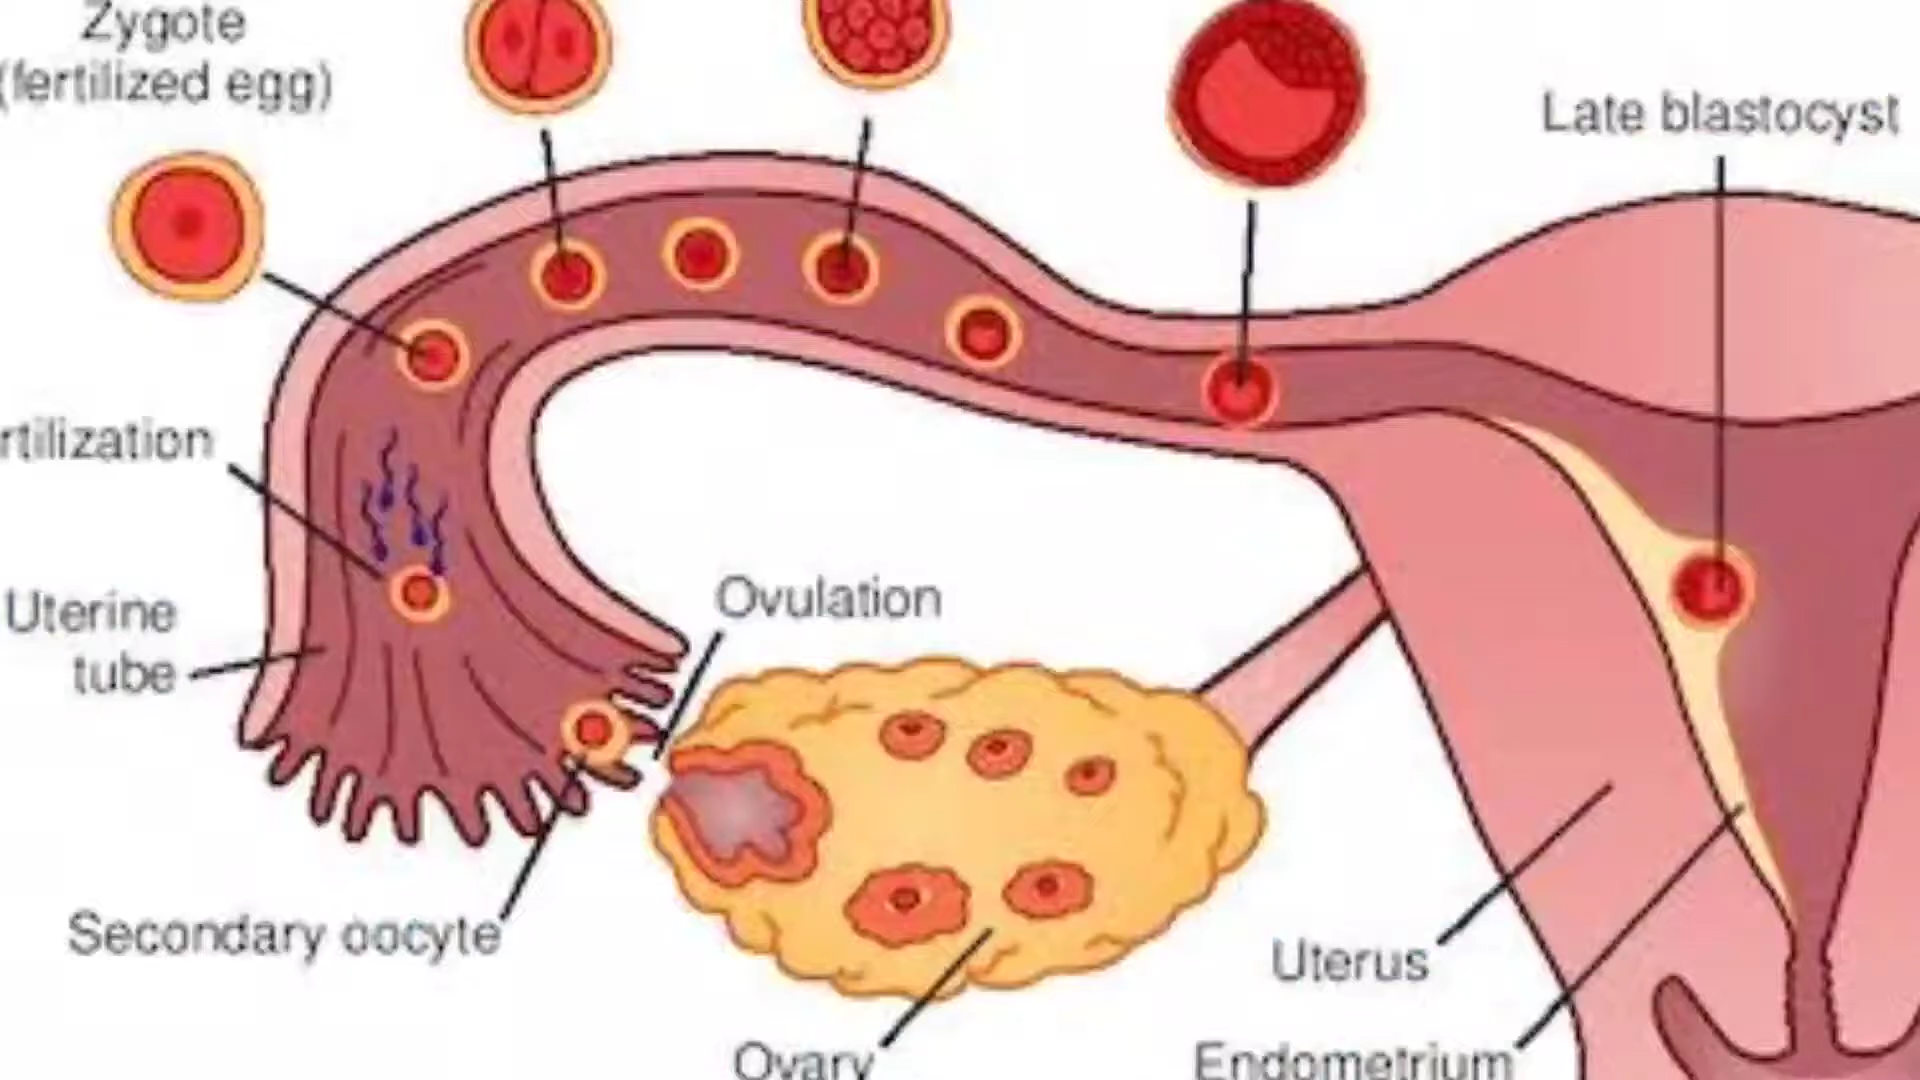 Zygote
(fertilized egg)
Late blastocyst
rtilization
Uterine
tube
Ovulation
Secondary oocyte
Uterus
Ovary
Endometrium